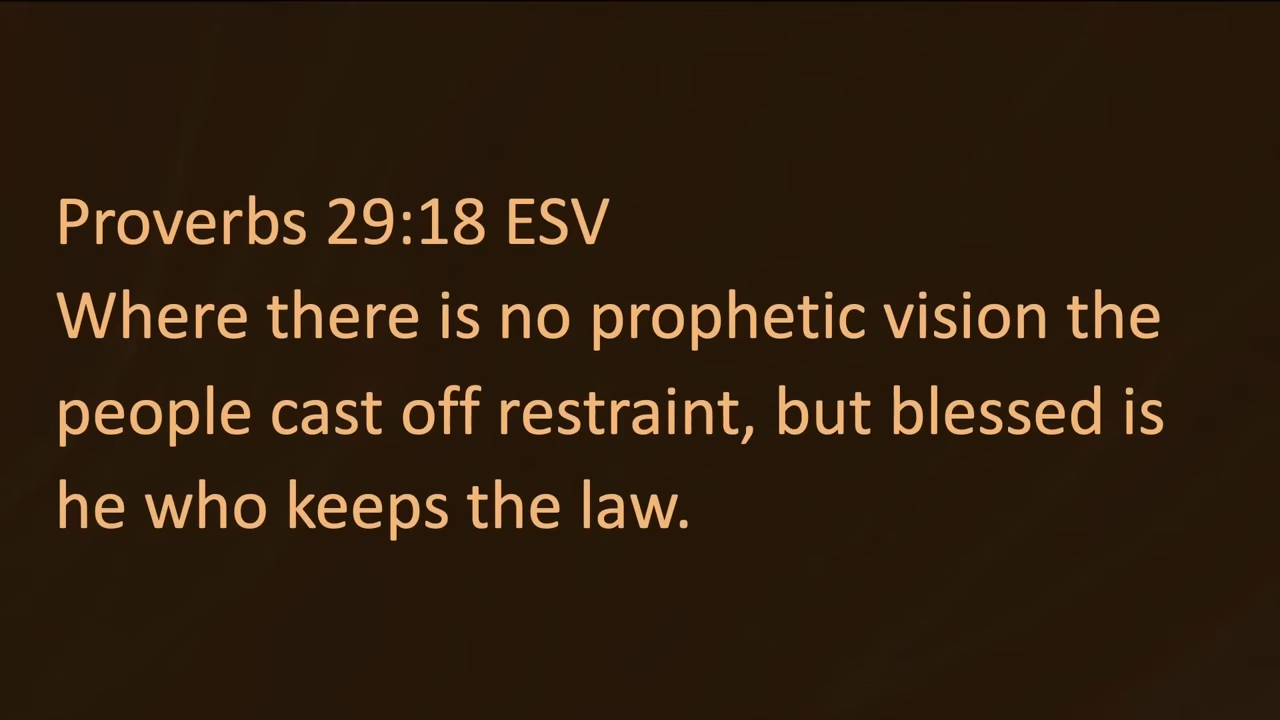 Proverbs 29:18 ESV
Where there is no prophetic vision the
people cast off restraint, but blessed is
he who keeps the law.